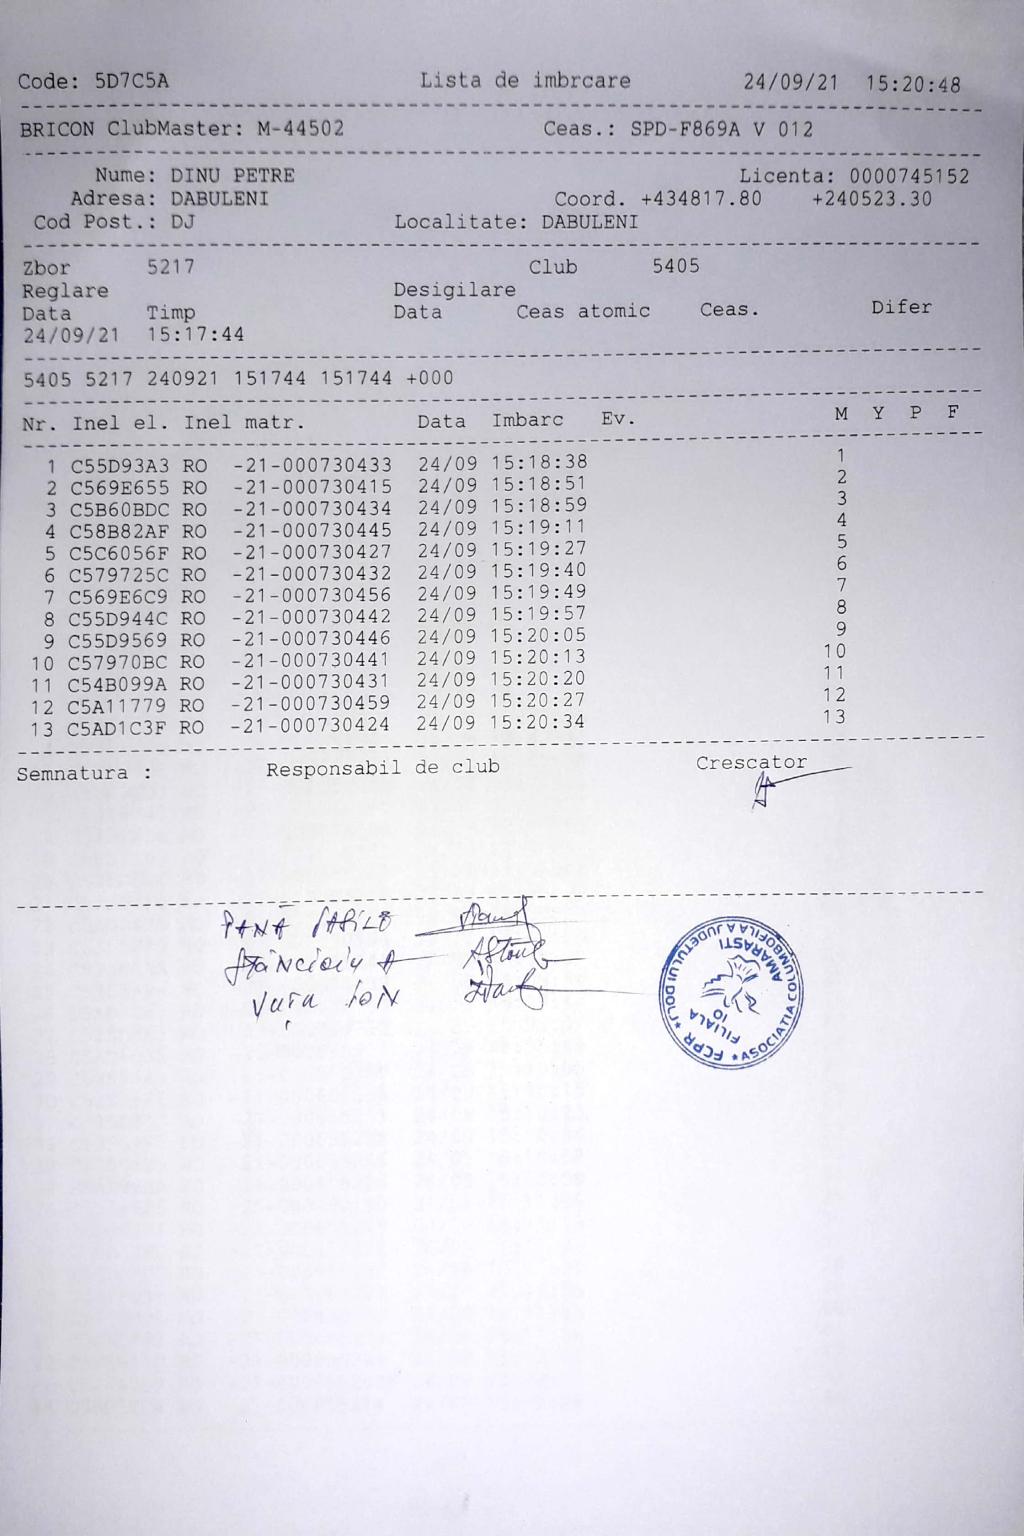 Code: 5D7C5A Lista de imbrcare 24/09/21 15:20:48
BRICON ClubMaster: M-44502 Ceas.: SPD-F869A V 012
Nume: DINU PETRE Licenta: 0000745152
Adresa: DABULENI Coord. +434817.80 +240523.30
Cod Post.: DJ Localitate: DABULENI
Zbor 5217 Club 5405
Reglare Desigilare
Data Timp Data Ceas atomic Ceas. Difer
24/09/21 15:17:44
5405 5217 240921 151744 151744 +000
Nr. Inel el. Inel matr. Data Imbarc Ev. M Y P F
1 C55D93A3 RO -21-000730433 24/09 15:18:38 1
2 C569E655 RO -21-000730415 24/09 15:18:51 2
3 C5B60BDC RO -21-000730434 24/09 15:18:59 3
4 C58B82AF RO -21-000730445 24/09 15:19:11 4
5 C5C6056F RO -21-000730427 24/09 15:19:27 5
6 C579725C RO -21-000730432 24/09 15:19:40 6
7 C569E6C9 RO -21-000730456 24/09 15:19:49 7
8 C55D944C RO -21-000730442 24/09 15:19:57 8
9 C55D9569 RO -21-000730446 24/09 15:20:05 9
10 C57970BC RO -21-000730441 24/09 15:20:13 10
11 C54B099A RO -21-000730431 24/09 15:20:20 11
12 C5A11779 RO -21-000730459 24/09 15:20:27 12
13 C5AD1C3F RO -21-000730424 24/09 15:20:34 13
Semnatura : Responsabil de club Crescator
PANĂ
VUȚA ION
ASOCIATIA COLUMBOFILA A JUDETULUI DOLJ * FCPR *
FILIALA
10
AMARASTI